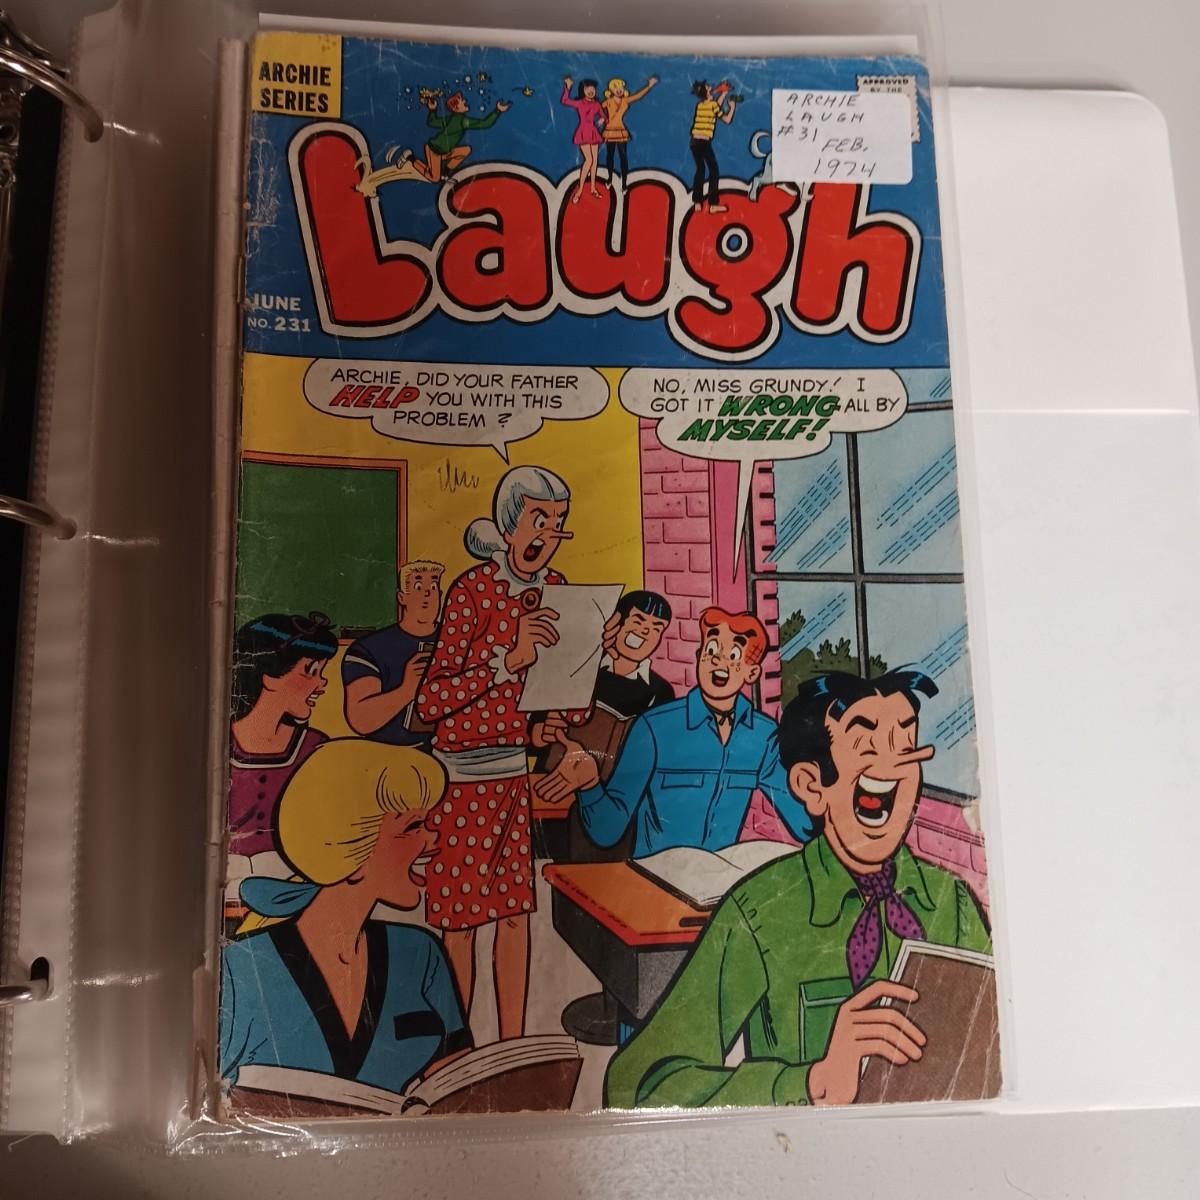 ARCHIE
SERIES
APPROVED
BY THE
ARCHIE
LAUGH
#31 FEB.
1974
Laugh
JUNE
NO. 231
ARCHIE, DID YOUR FATHER
HELP YOU WITH THIS
PROBLEM?
NO, MISS GRUNDY! I
GOT IT WRONG ALL BY
MYSELF!